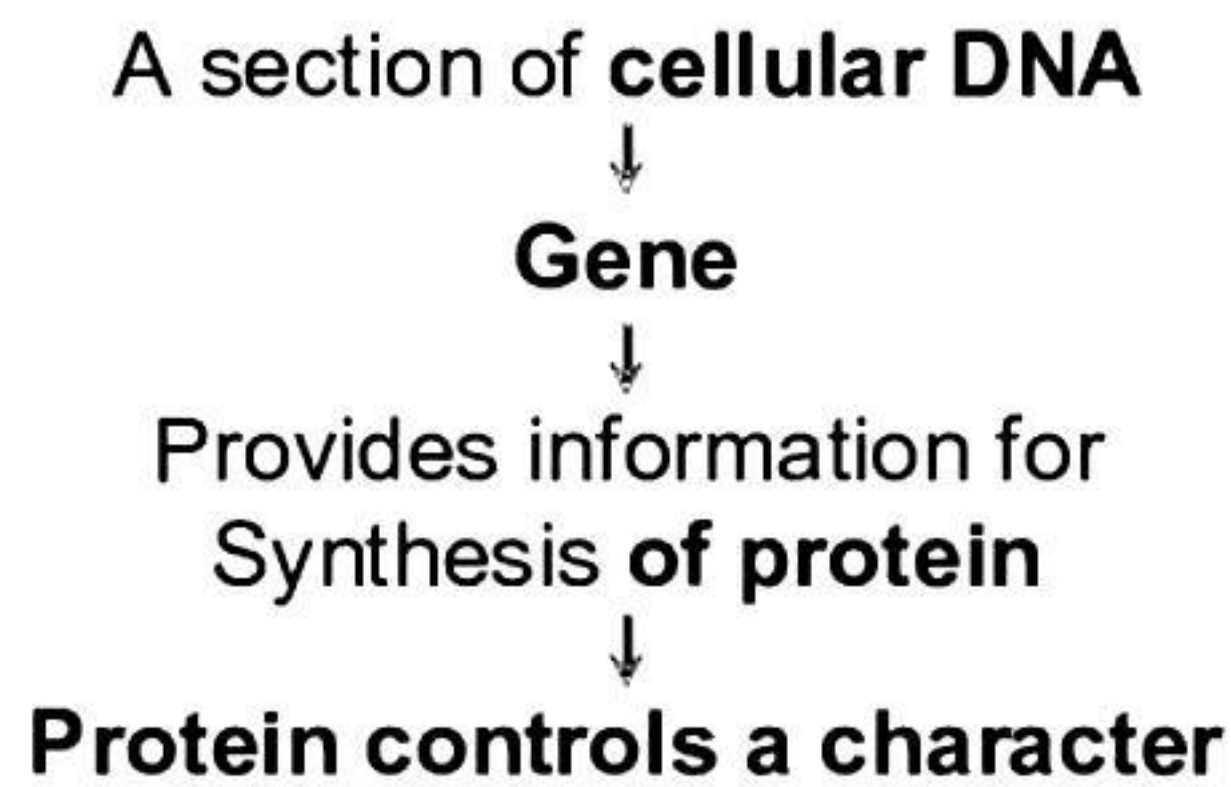 A section of cellular DNA
Gene
Provides information for
Synthesis of protein
Protein controls a character